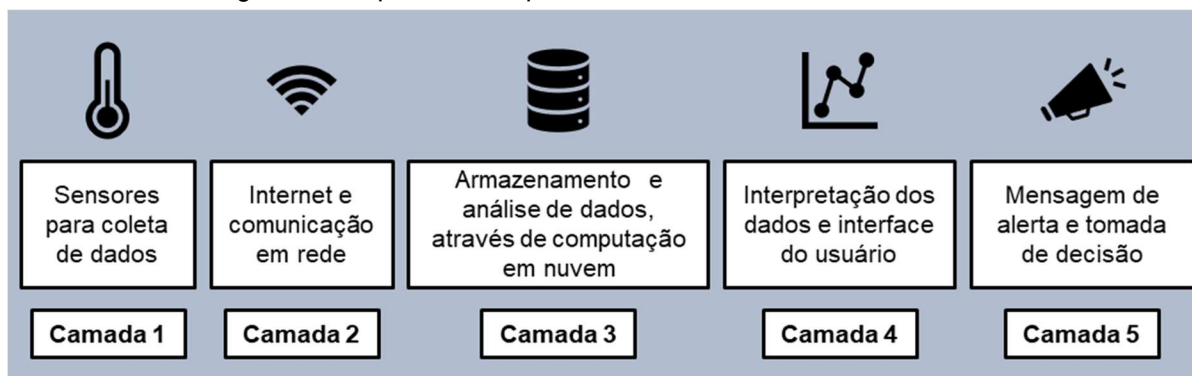 Sensores
para coleta
de dados
Internet e
comunicação
em rede
Armazenamento e
análise de dados,
através de computação
em nuvem
Interpretação dos
dados e interface
do usuário
Mensagem de
alerta e tomada
de decisão
Camada 1
Camada 2
Camada 3
Camada 4
Camada 5